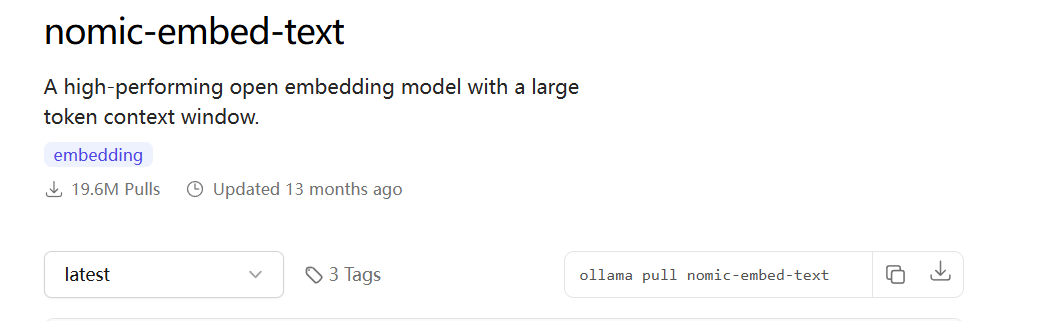 nomic-embed-text
A high-performing open embedding model with a large
token context window.
embedding
19.6M Pulls Updated 13 months ago
latest 3 Tags ollama pull nomic-embed-text